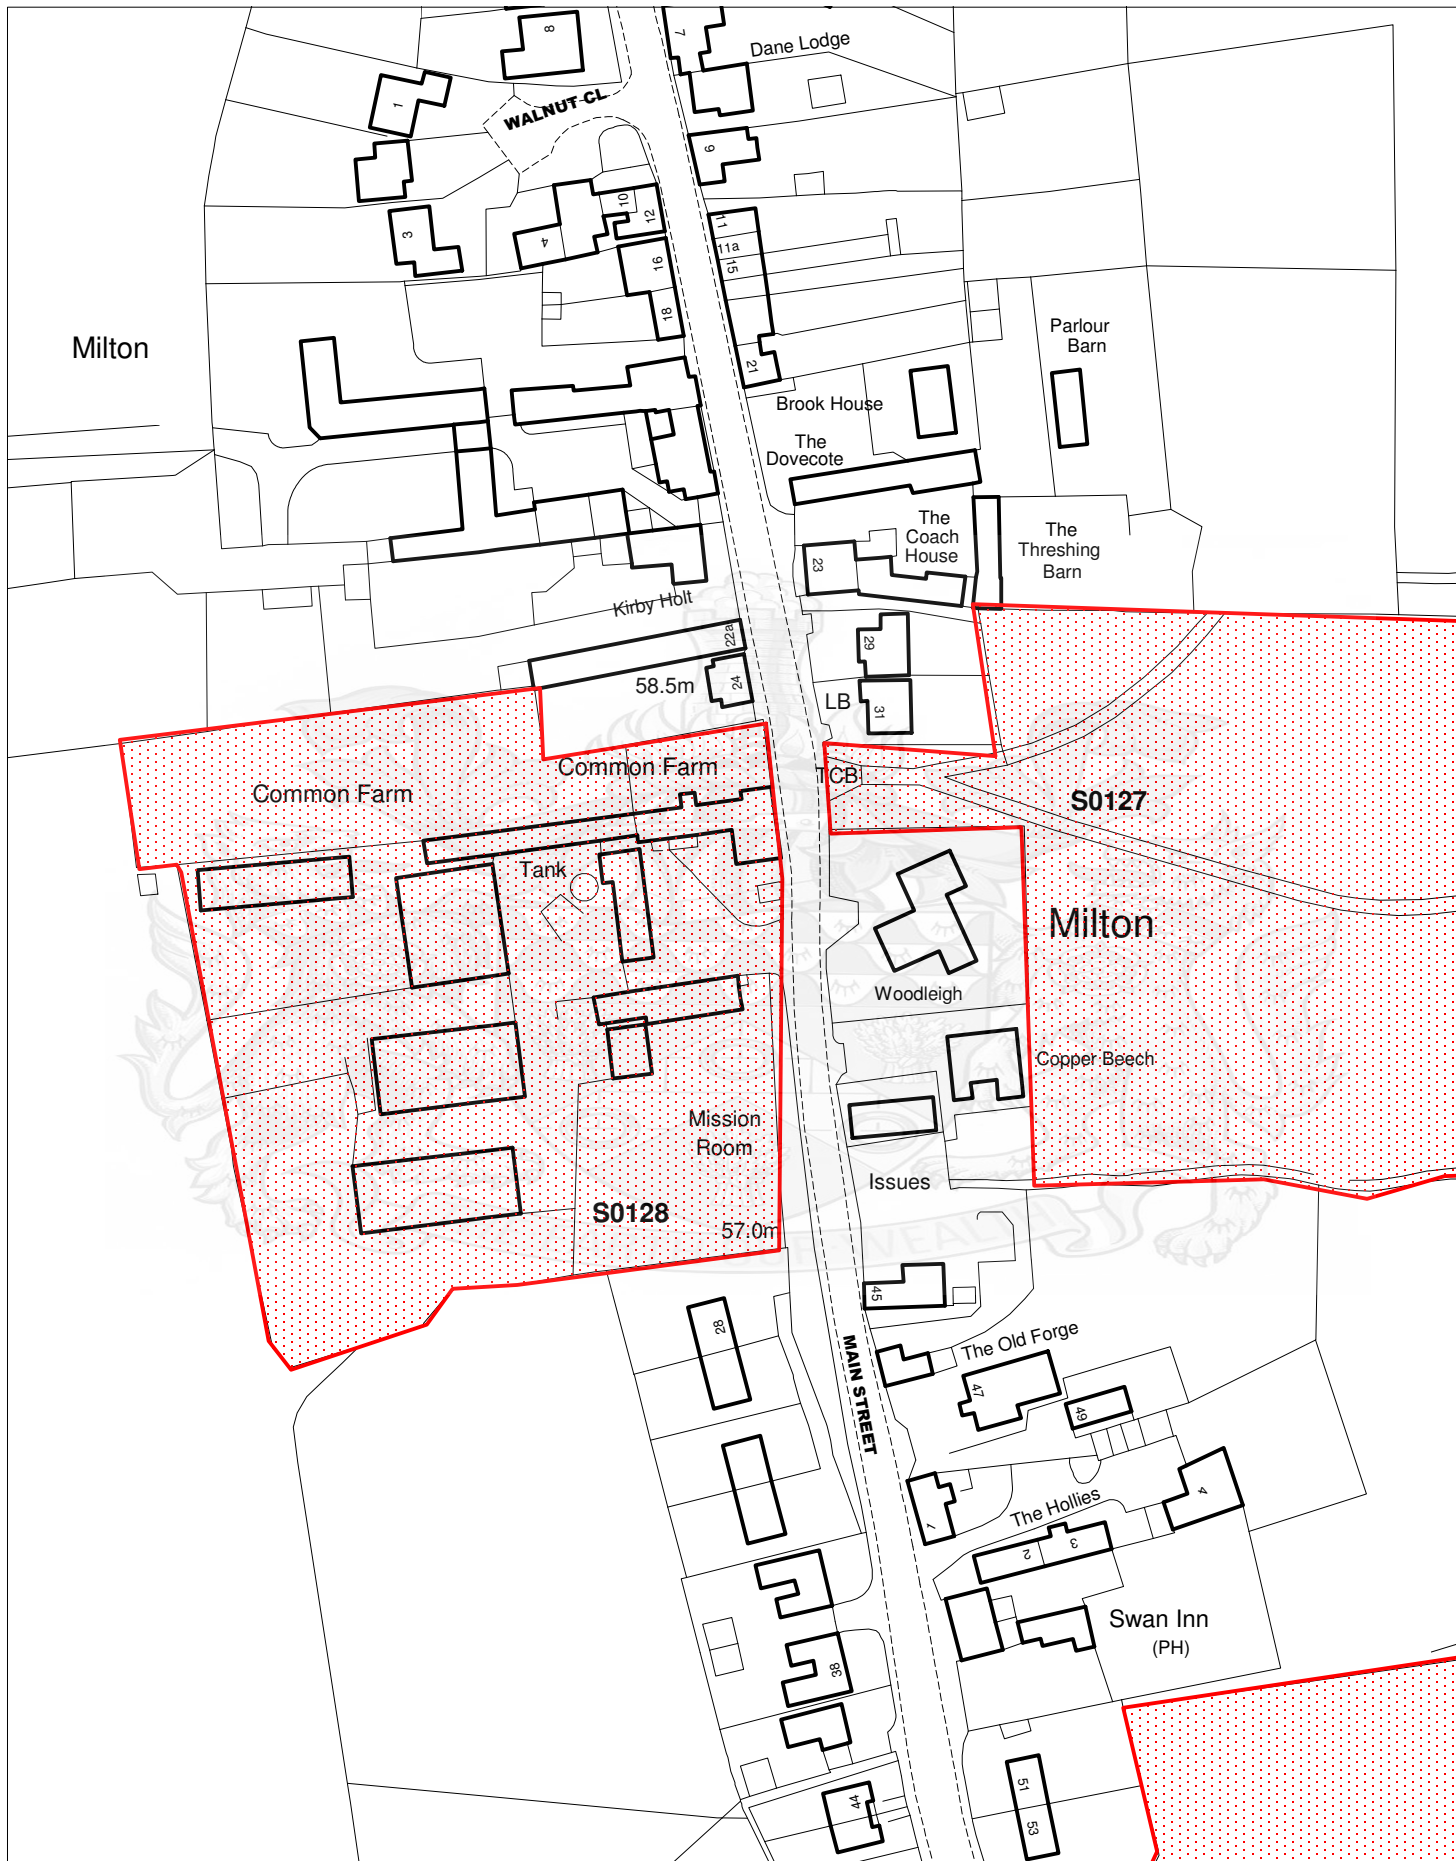 8
7
Dane Lodge
1
WALNUT CL
9
3
4
10
12
11
11a
15
16
18
21
Milton
Parlour
Barn
Brook House
The
Dovecote
The
Coach
House
The
Threshing
Barn
23
Kirby Holt
22a
24
58.5m
29
LB
31
Common Farm
Common Farm
TCB
S0127
Tank
Milton
Woodleigh
Copper Beech
Mission
Room
Issues
S0128
57.0m
45
28
MAIN STREET
The Old Forge
47
49
The Hollies
1
4
2
3
Swan Inn
(PH)
38
44
51
53